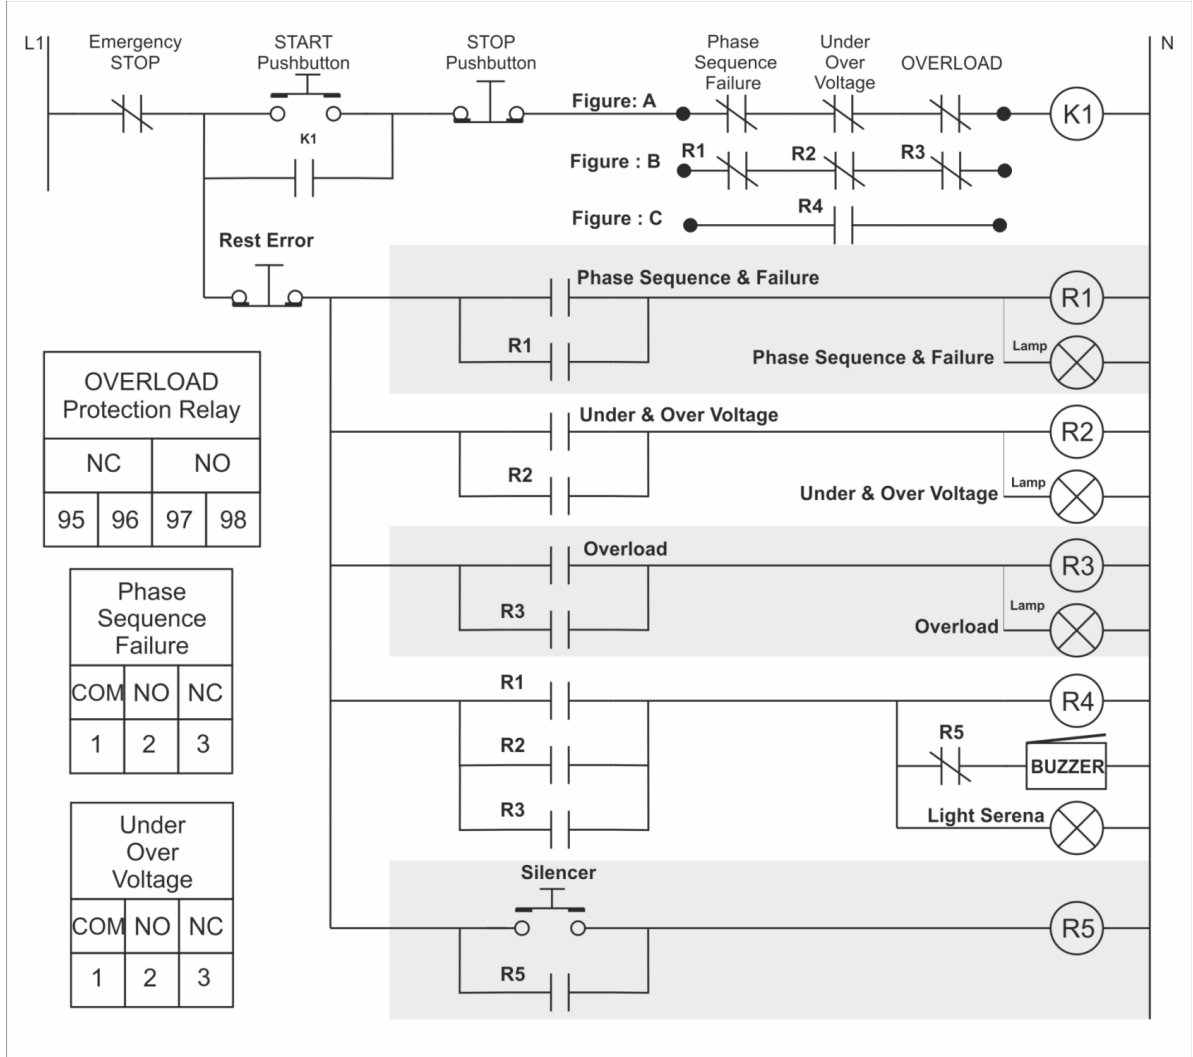 L1
Emergency
STOP
START
Pushbutton
STOP
Pushbutton
Phase
Sequence
Failure
Under
Over
Voltage
OVERLOAD
N
Figure: A
K1
K1
Figure : B
R1
R2
R3
Figure : C
R4
Rest Error
Phase Sequence & Failure
R1
R1
Phase Sequence & Failure
Lamp
Under & Over Voltage
R2
R2
Under & Over Voltage
Lamp
Overload
R3
R3
Overload
Lamp
R1
R4
R2
R5
BUZZER
R3
Light Serena
Silencer
R5
R5
OVERLOAD
Protection Relay
NC
NO
95
96
97
98
Phase
Sequence
Failure
COM
NO
NC
1
2
3
Under
Over
Voltage
COM
NO
NC
1
2
3